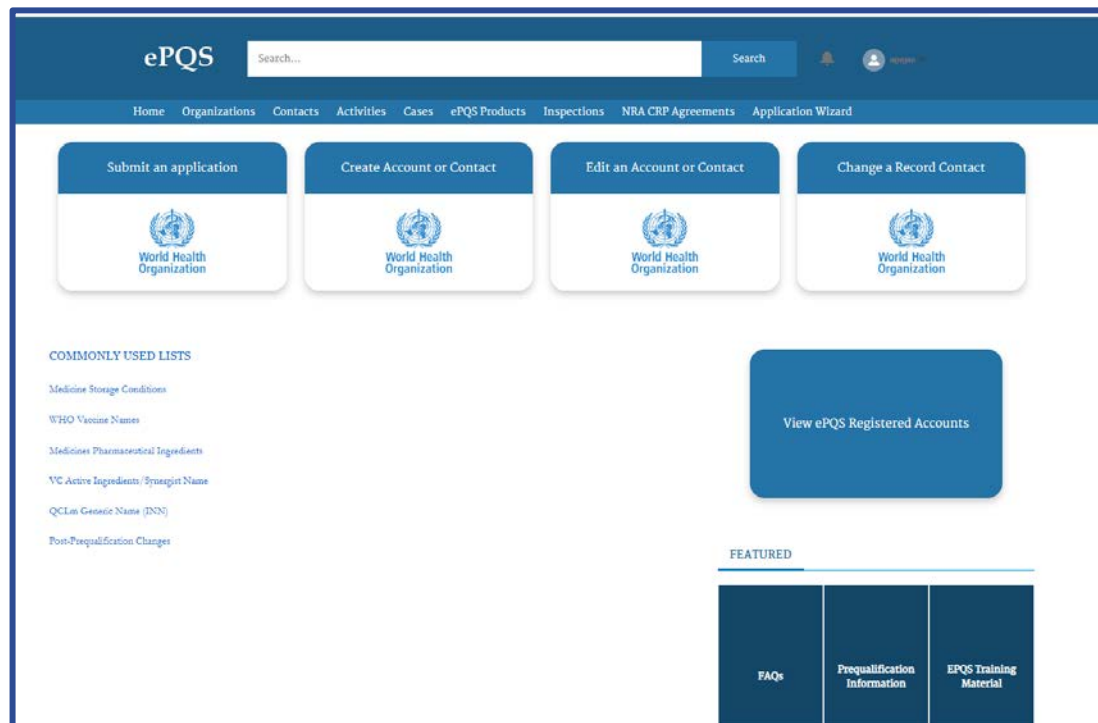 ePQS
Search...
Search
Home Organizations Contacts Activities Cases ePQS Products Inspections NRA CRP Agreements Application Wizard
Submit an application
World Health
Organization
Create Account or Contact
World Health
Organization
Edit an Account or Contact
World Health
Organization
Change a Record Contact
World Health
Organization
COMMONLY USED LISTS
Medicine Storage Conditions
WHO Vaccine Names
Medicines Pharmaceutical Ingredients
VC Active Ingredients/Synergist Name
QCLm Generic Name (INN)
Post-Prequalification Changes
View ePQS Registered Accounts
FEATURED
FAQs
Prequalification
Information
EPQS Training
Material